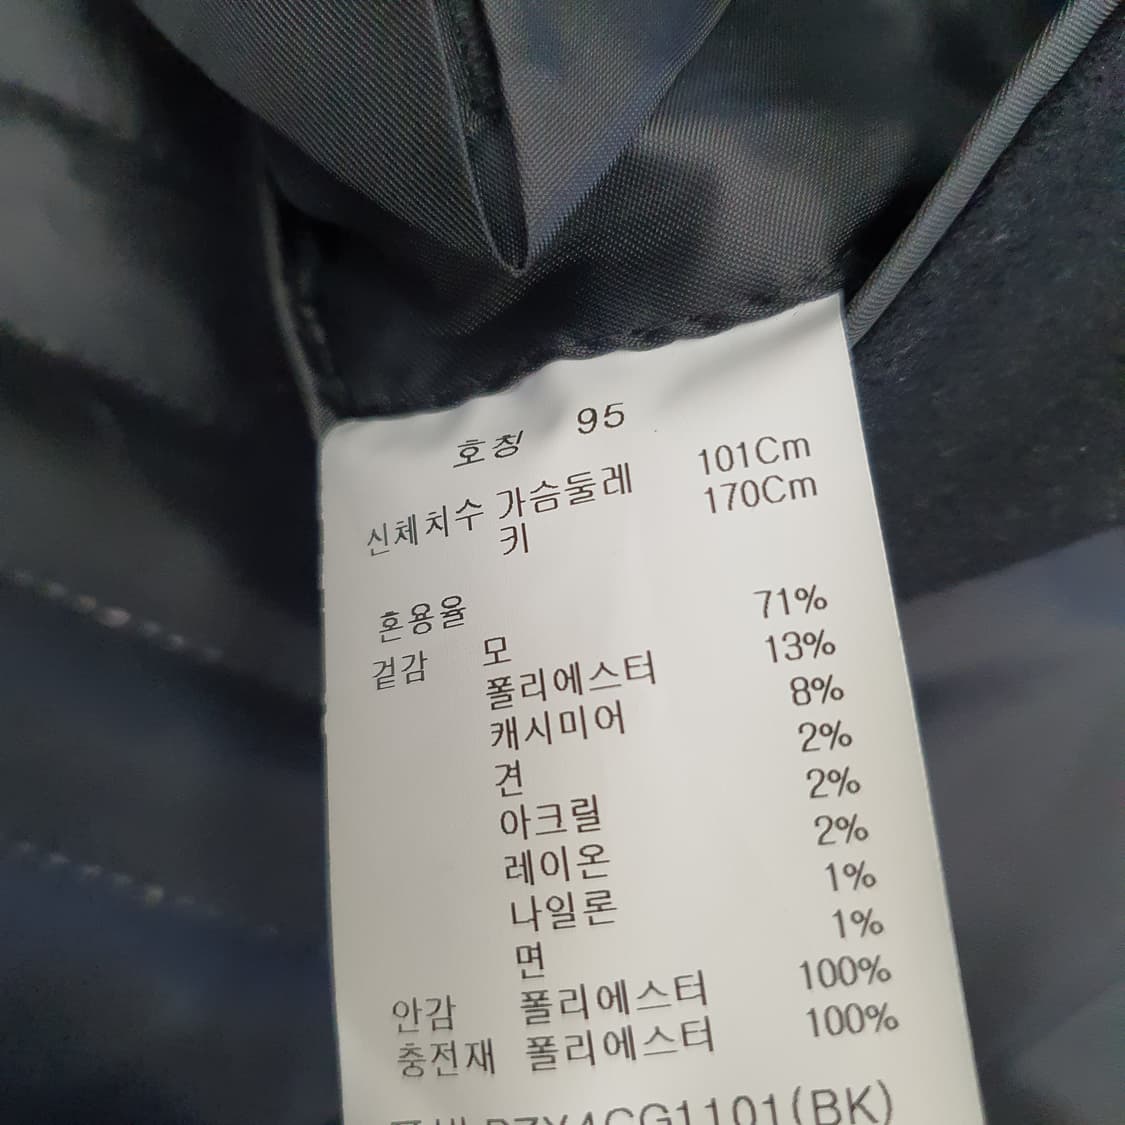 호칭 95
신체치수 가슴둘레 101Cm
키 170Cm
혼용율
겉감 모 71%
폴리에스터 13%
캐시미어 8%
견 2%
아크릴 2%
레이온 2%
나일론 1%
면 1%
안감 폴리에스터 100%
충전재 폴리에스터 100%